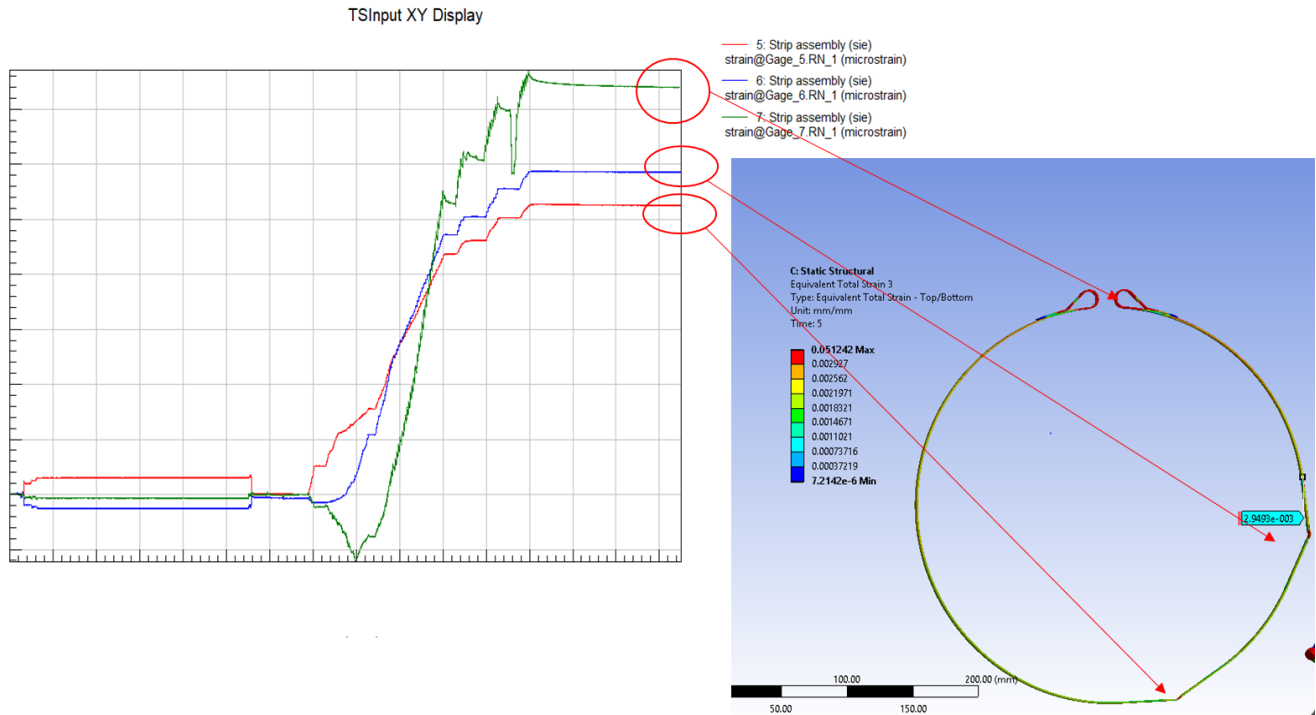 TSInput XY Display
5: Strip assembly (sie)
strain@Gage_5.RN_1 (microstrain)
6: Strip assembly (sie)
strain@Gage_6.RN_1 (microstrain)
7: Strip assembly (sie)
strain@Gage_7.RN_1 (microstrain)
C: Static Structural
Equivalent Total Strain 3
Type: Equivalent Total Strain - Top/Bottom
Unit: mm/mm
Time: 5
0.051242 Max
0.002927
0.002562
0.0021971
0.0018321
0.0014671
0.0011021
0.00073716
0.00037219
7.2142e-6 Min
2.9493e-003
100.00
200.00 (mm)
50.00
150.00